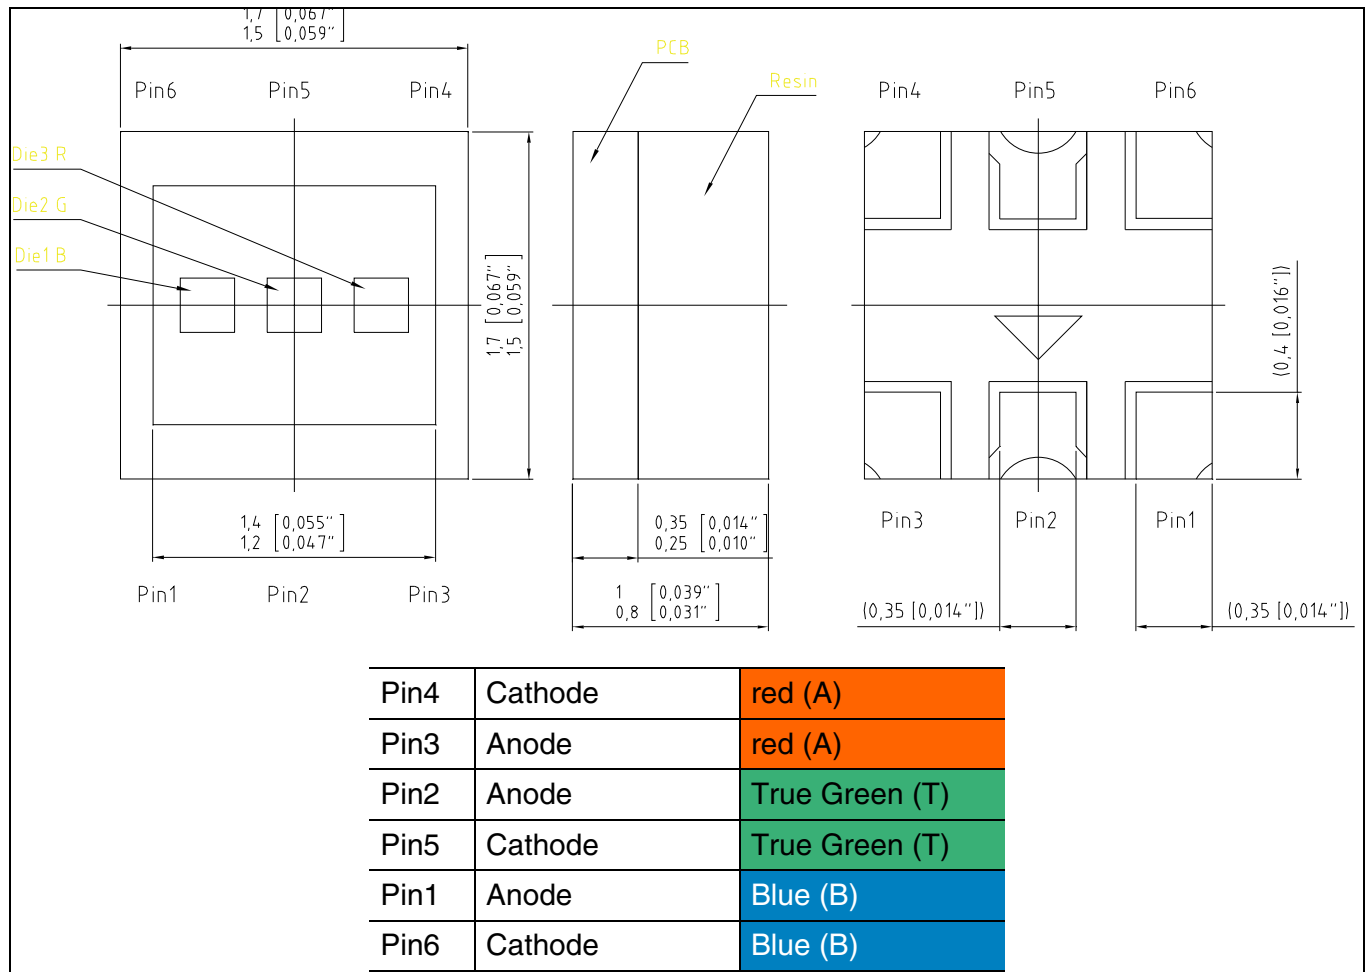 1,7 [0,067"]
1,5 [0,059"]
PCB
Resin
Pin6 Pin5 Pin4
Pin4 Pin5 Pin6
Die3 R
Die2 G
Die1 B
1,7 [0,067"]
1,5 [0,059"]
(0,4 [0,016"])
1,4 [0,055"]
1,2 [0,047"]
0,35 [0,014"]
0,25 [0,010"]
Pin3 Pin2 Pin1
Pin1 Pin2 Pin3
1 [0,039"]
0,8 [0,031"]
(0,35 [0,014"])
(0,35 [0,014"])
Pin4 Cathode red (A)
Pin3 Anode red (A)
Pin2 Anode True Green (T)
Pin5 Cathode True Green (T)
Pin1 Anode Blue (B)
Pin6 Cathode Blue (B)